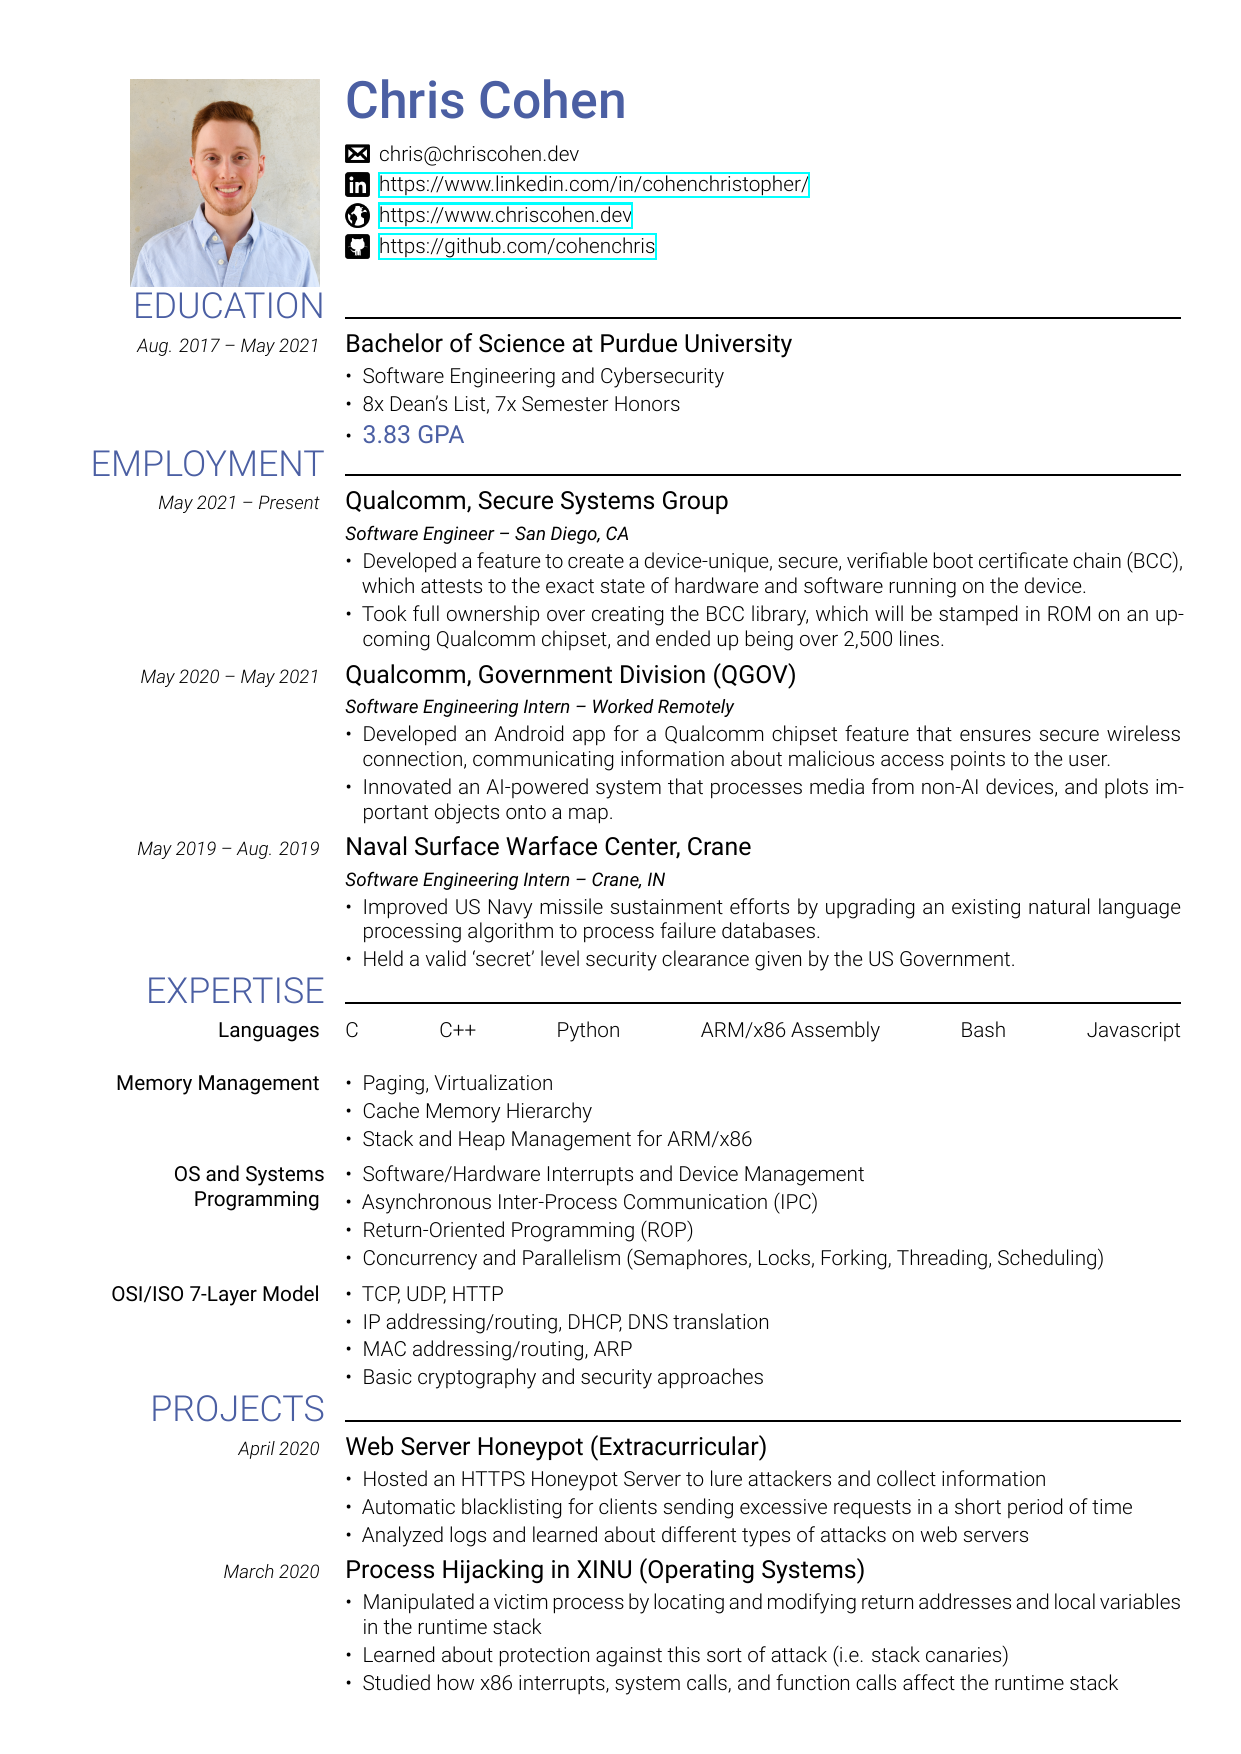 Chris Cohen
chris@chriscohen.dev
https://www.linkedin.com/in/cohenchristopher/
https://www.chriscohen.dev
https://github.com/cohenchris
EDUCATION
Aug. 2017 – May 2021
Bachelor of Science at Purdue University
• Software Engineering and Cybersecurity
• 8x Dean’s List, 7x Semester Honors
• 3.83 GPA
EMPLOYMENT
May 2021 – Present
Qualcomm, Secure Systems Group
Software Engineer – San Diego, CA
• Developed a feature to create a device-unique, secure, verifiable boot certificate chain (BCC),
which attests to the exact state of hardware and software running on the device.
• Took full ownership over creating the BCC library, which will be stamped in ROM on an up-
coming Qualcomm chipset, and ended up being over 2,500 lines.
May 2020 – May 2021
Qualcomm, Government Division (QGOV)
Software Engineering Intern – Worked Remotely
• Developed an Android app for a Qualcomm chipset feature that ensures secure wireless
connection, communicating information about malicious access points to the user.
• Innovated an AI-powered system that processes media from non-AI devices, and plots im-
portant objects onto a map.
May 2019 – Aug. 2019
Naval Surface Warface Center, Crane
Software Engineering Intern – Crane, IN
• Improved US Navy missile sustainment efforts by upgrading an existing natural language
processing algorithm to process failure databases.
• Held a valid ‘secret’ level security clearance given by the US Government.
EXPERTISE
Languages
C C++ Python ARM/x86 Assembly Bash Javascript
Memory Management
• Paging, Virtualization
• Cache Memory Hierarchy
• Stack and Heap Management for ARM/x86
OS and Systems
Programming
• Software/Hardware Interrupts and Device Management
• Asynchronous Inter-Process Communication (IPC)
• Return-Oriented Programming (ROP)
• Concurrency and Parallelism (Semaphores, Locks, Forking, Threading, Scheduling)
OSI/ISO 7-Layer Model
• TCP, UDP, HTTP
• IP addressing/routing, DHCP, DNS translation
• MAC addressing/routing, ARP
• Basic cryptography and security approaches
PROJECTS
April 2020
Web Server Honeypot (Extracurricular)
• Hosted an HTTPS Honeypot Server to lure attackers and collect information
• Automatic blacklisting for clients sending excessive requests in a short period of time
• Analyzed logs and learned about different types of attacks on web servers
March 2020
Process Hijacking in XINU (Operating Systems)
• Manipulated a victim process by locating and modifying return addresses and local variables
in the runtime stack
• Learned about protection against this sort of attack (i.e. stack canaries)
• Studied how x86 interrupts, system calls, and function calls affect the runtime stack